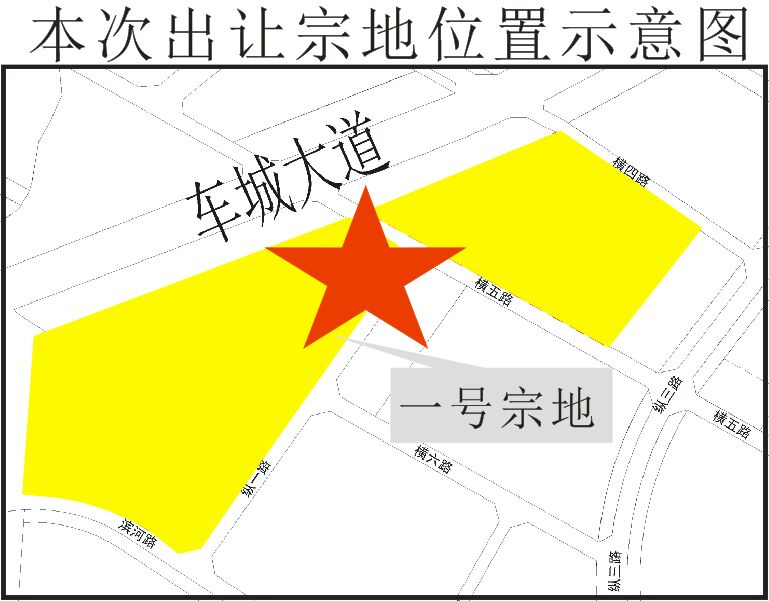 本次出让宗地位置示意图
车城大道
横四路
横五路
一号宗地
纵三路
横五路
横六路
纵一路
滨河路
纵三路